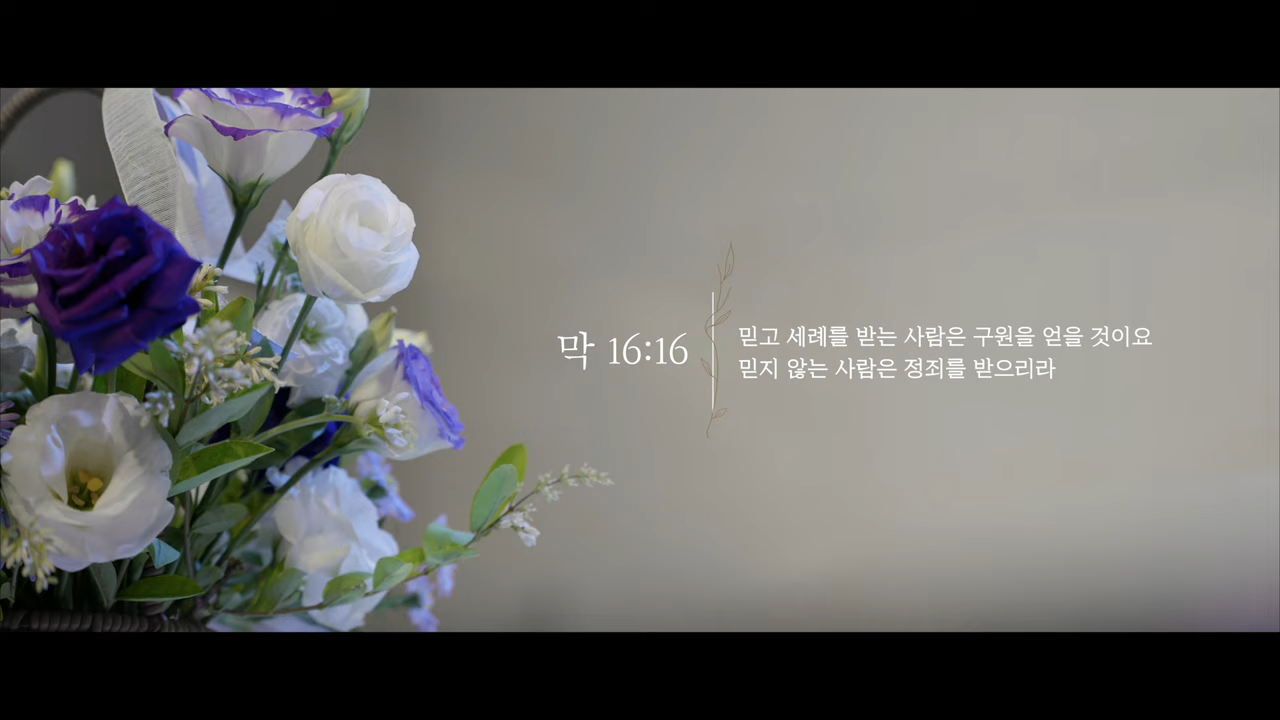 막 16:16
믿고 세례를 받는 사람은 구원을 얻을 것이요
믿지 않는 사람은 정죄를 받으리라